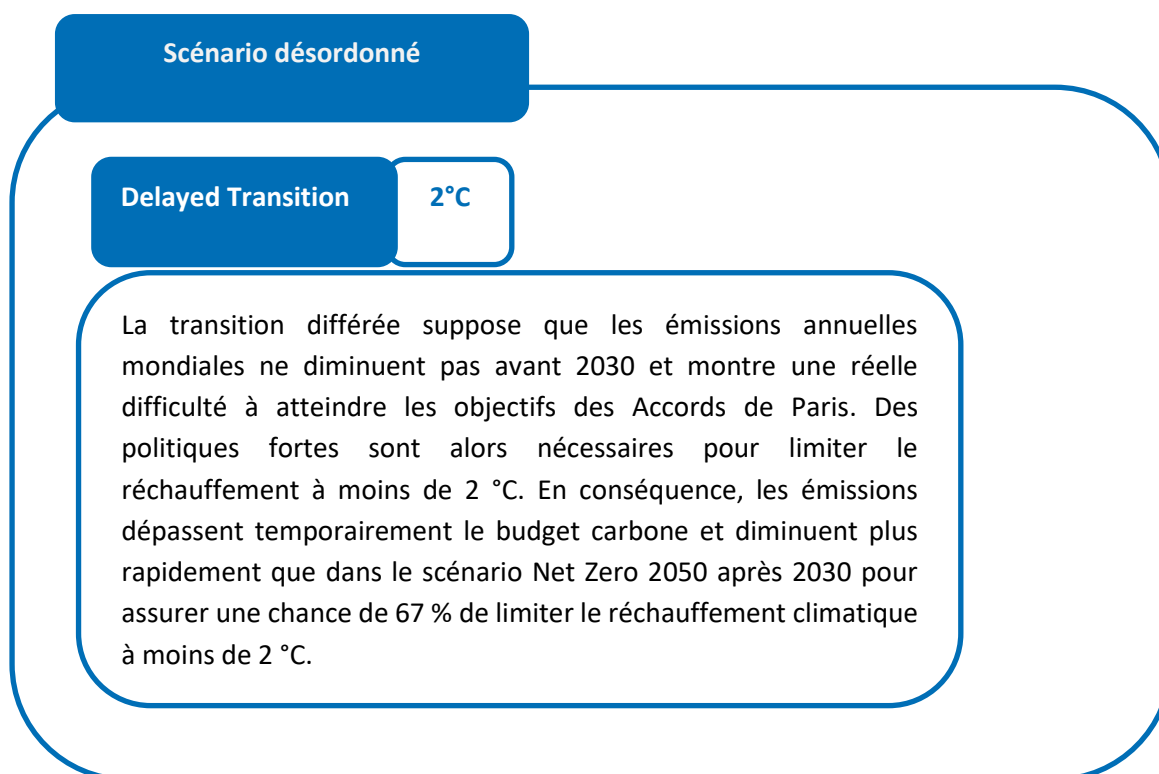 Scénario désordonné
Delayed Transition
2°C
La transition différée suppose que les émissions annuelles
mondiales ne diminuent pas avant 2030 et montre une réelle
difficulté à atteindre les objectifs des Accords de Paris. Des
politiques fortes sont alors nécessaires pour limiter le
réchauffement à moins de 2 °C. En conséquence, les émissions
dépassent temporairement le budget carbone et diminuent plus
rapidement que dans le scénario Net Zero 2050 après 2030 pour
assurer une chance de 67 % de limiter le réchauffement climatique
à moins de 2 °C.